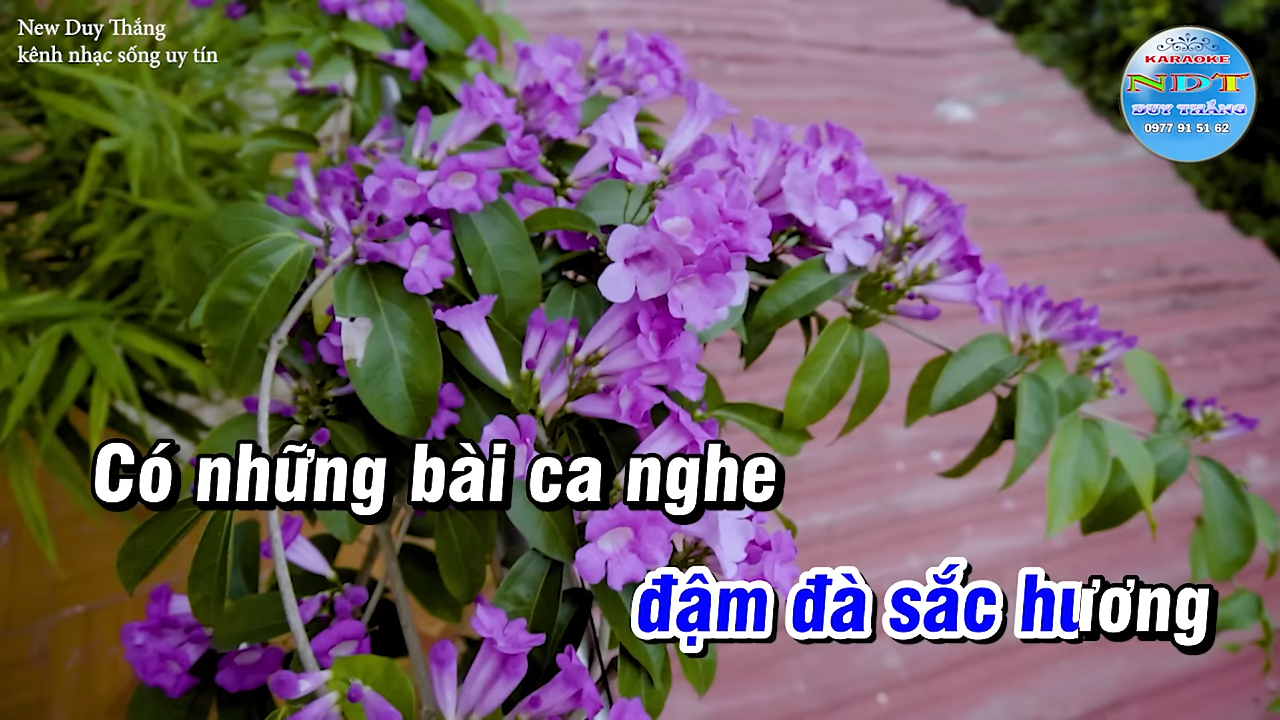 New Duy Thắng
kênh nhạc sống uy tín
KARAOKE
NDT
DUY THẮNG
0977 91 51 62
Có những bài ca nghe
đậm đà sắc hương